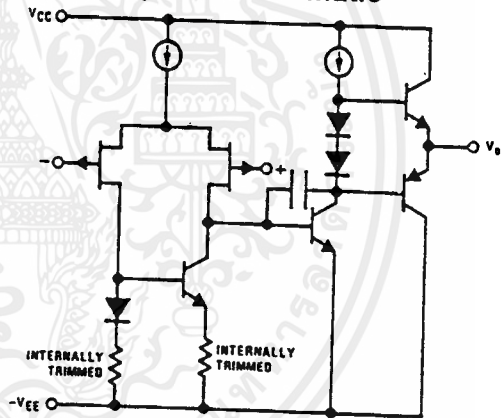 VCC
-
+
Vo
INTERNALLY
TRIMMED
INTERNALLY
TRIMMED
-VEE